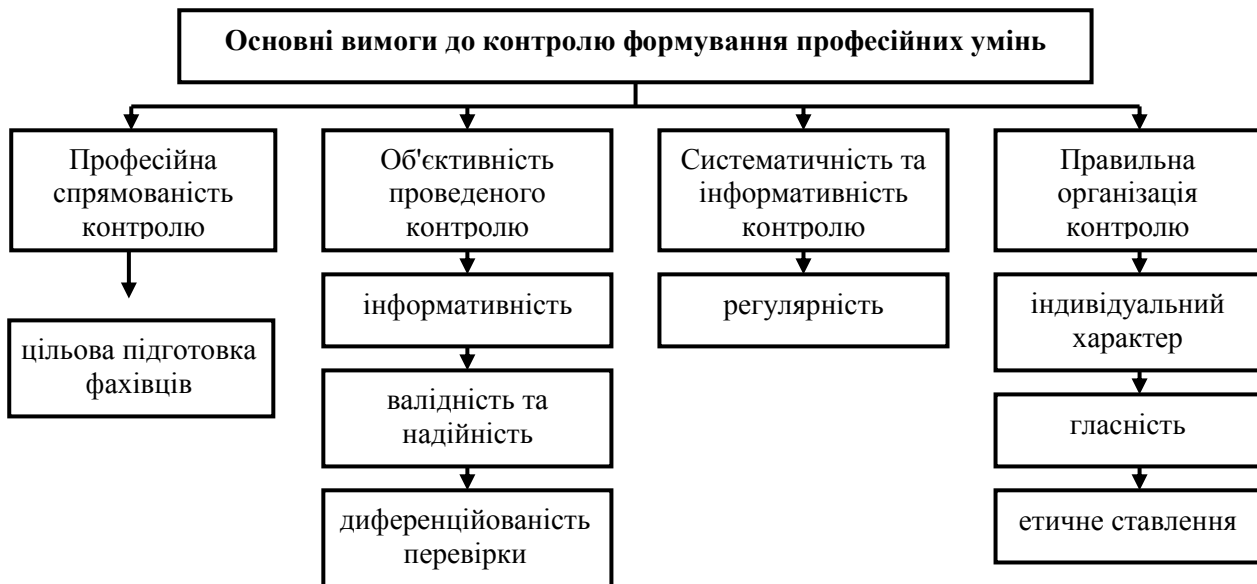 Основні вимоги до контролю формування професійних умінь
Професійна
спрямованість
контролю
Об'єктивність
проведеного
контролю
Систематичність та
інформативність
контролю
Правильна
організація
контролю
цільова підготовка
фахівців
інформативність
валідність та
надійність
диференційованість
перевірки
регулярність
індивідуальний
характер
гласність
етичне ставлення